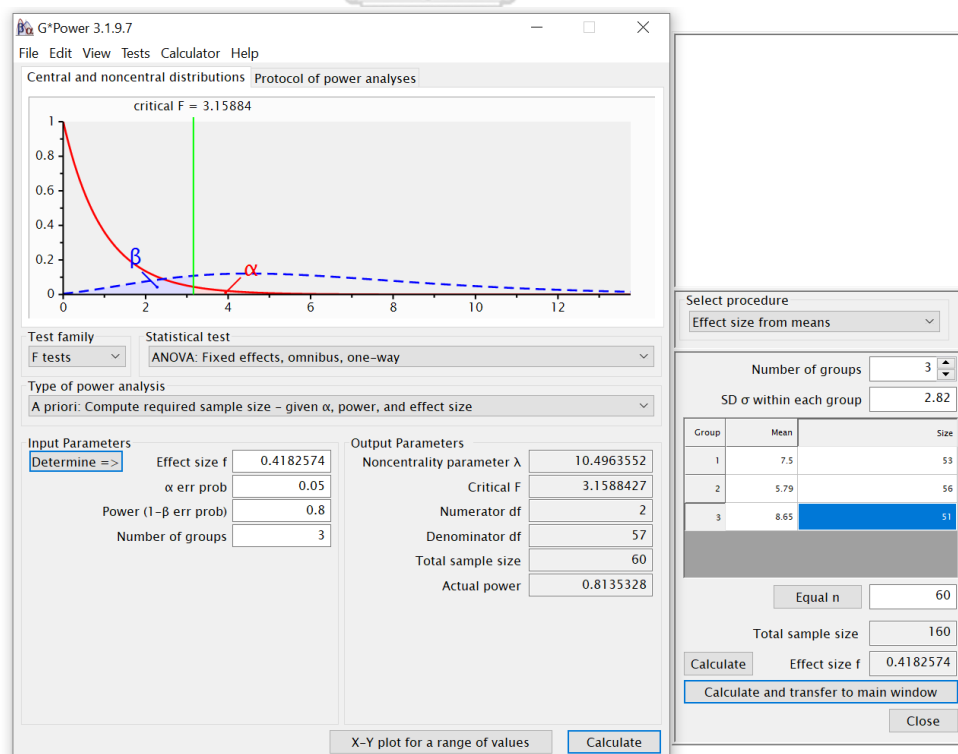 G*Power 3.1.9.7
File Edit View Tests Calculator Help
Central and noncentral distributions Protocol of power analyses
critical F = 3.15884
1
0.8
0.6
0.4
0.2
0
β
α
0 2 4 6 8 10 12
Test family Statistical test
F tests ANOVA: Fixed effects, omnibus, one-way
Type of power analysis
A priori: Compute required sample size - given α, power, and effect size
Input Parameters
Determine => Effect size f 0.4182574
α err prob 0.05
Power (1-β err prob) 0.8
Number of groups 3
Output Parameters
Noncentrality parameter λ 10.4963552
Critical F 3.1588427
Numerator df 2
Denominator df 57
Total sample size 60
Actual power 0.8135328
X-Y plot for a range of values Calculate
Select procedure
Effect size from means
Number of groups 3
SD σ within each group 2.82
Group Mean Size
1 7.5 53
2 5.79 56
3 8.65 51
Equal n 60
Total sample size 160
Calculate Effect size f 0.4182574
Calculate and transfer to main window
Close